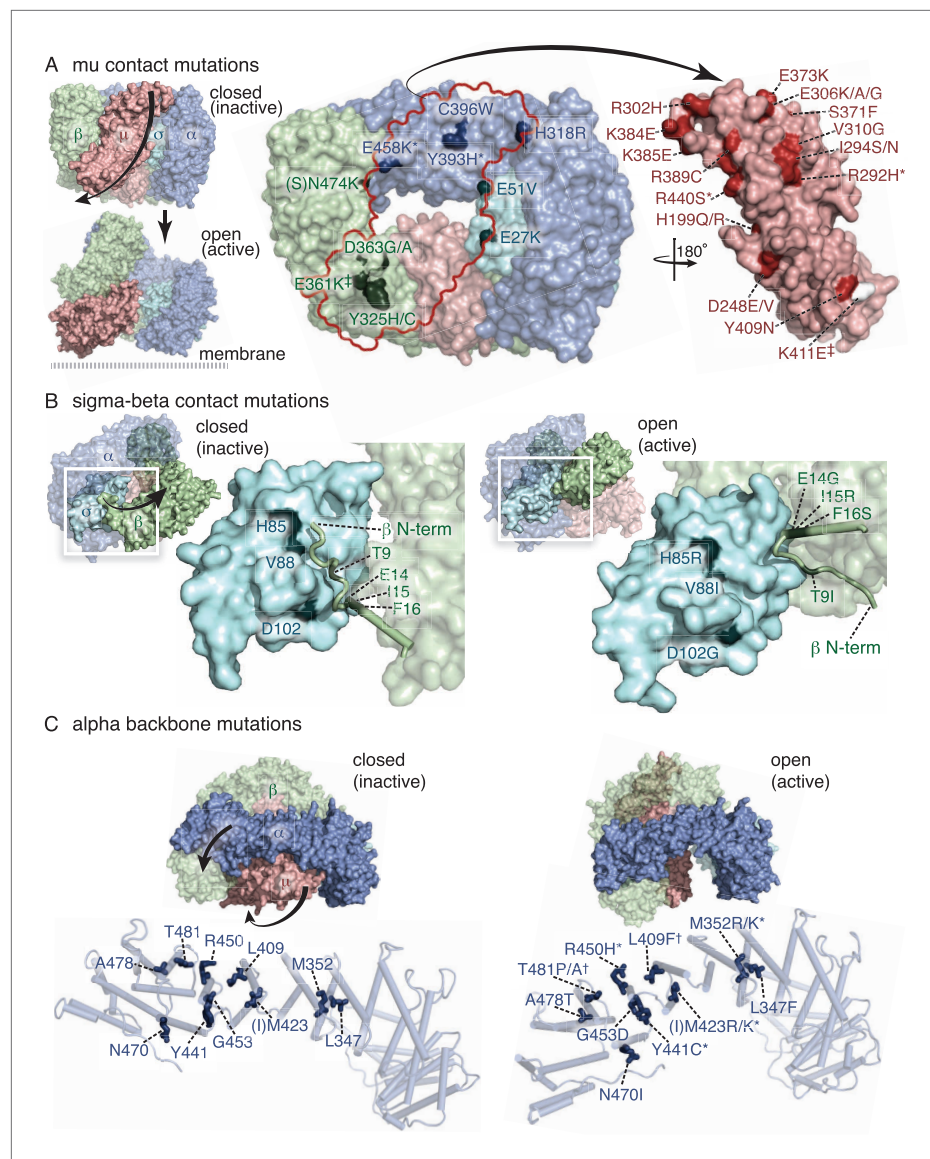 A mu contact mutations
closed
(inactive)
β
μ
σ
α
open
(active)
membrane
C396W
E458K*
Y393H*
H318R
(S)N474K
E51V
E27K
D363G/A
E361K‡
Y325H/C
180°
E373K
E306K/A/G
R302H
S371F
K384E
V310G
K385E
I294S/N
R389C
R292H*
R440S*
H199Q/R
D248E/V
Y409N
K411E‡
B sigma-beta contact mutations
closed
(inactive)
α
σ
β
H85
β N-term
V88
T9
E14
I15
F16
D102
open
(active)
E14G
I15R
F16S
H85R
V88I
T9I
D102G
β N-term
C alpha backbone mutations
closed
(inactive)
β
α
μ
T481
R450
L409
A478
M352
(I)M423
G453
L347
N470
Y441
open
(active)
M352R/K*
L409F†
R450H*
T481P/A†
A478T
L347F
(I)M423R/K*
G453D
Y441C*
N470I